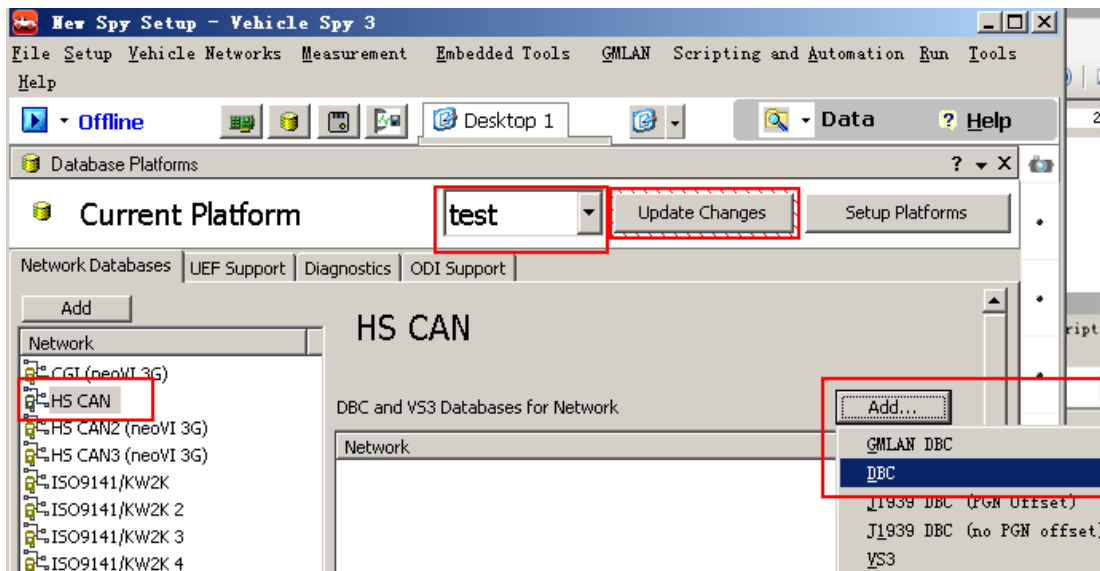 New Spy Setup - Vehicle Spy 3
File Setup Vehicle Networks Measurement Embedded Tools GMLAN Scripting and Automation Run Tools
Help
Offline Desktop 1 Data ? Help
2
Database Platforms ? X
Current Platform test Update Changes Setup Platforms
Network Databases UEF Support Diagnostics ODI Support
Add
HS CAN
Network
ript
CGI (neoVI 3G)
HS CAN
DBC and VS3 Databases for Network Add...
HS CAN2 (neoVI 3G)
Network
GMLAN DBC
HS CAN3 (neoVI 3G)
DBC
ISO9141/KW2K
J1939 DBC (PGN Offset)
ISO9141/KW2K 2
J1939 DBC (no PGN offset)
ISO9141/KW2K 3
VS3
ISO9141/KW2K 4